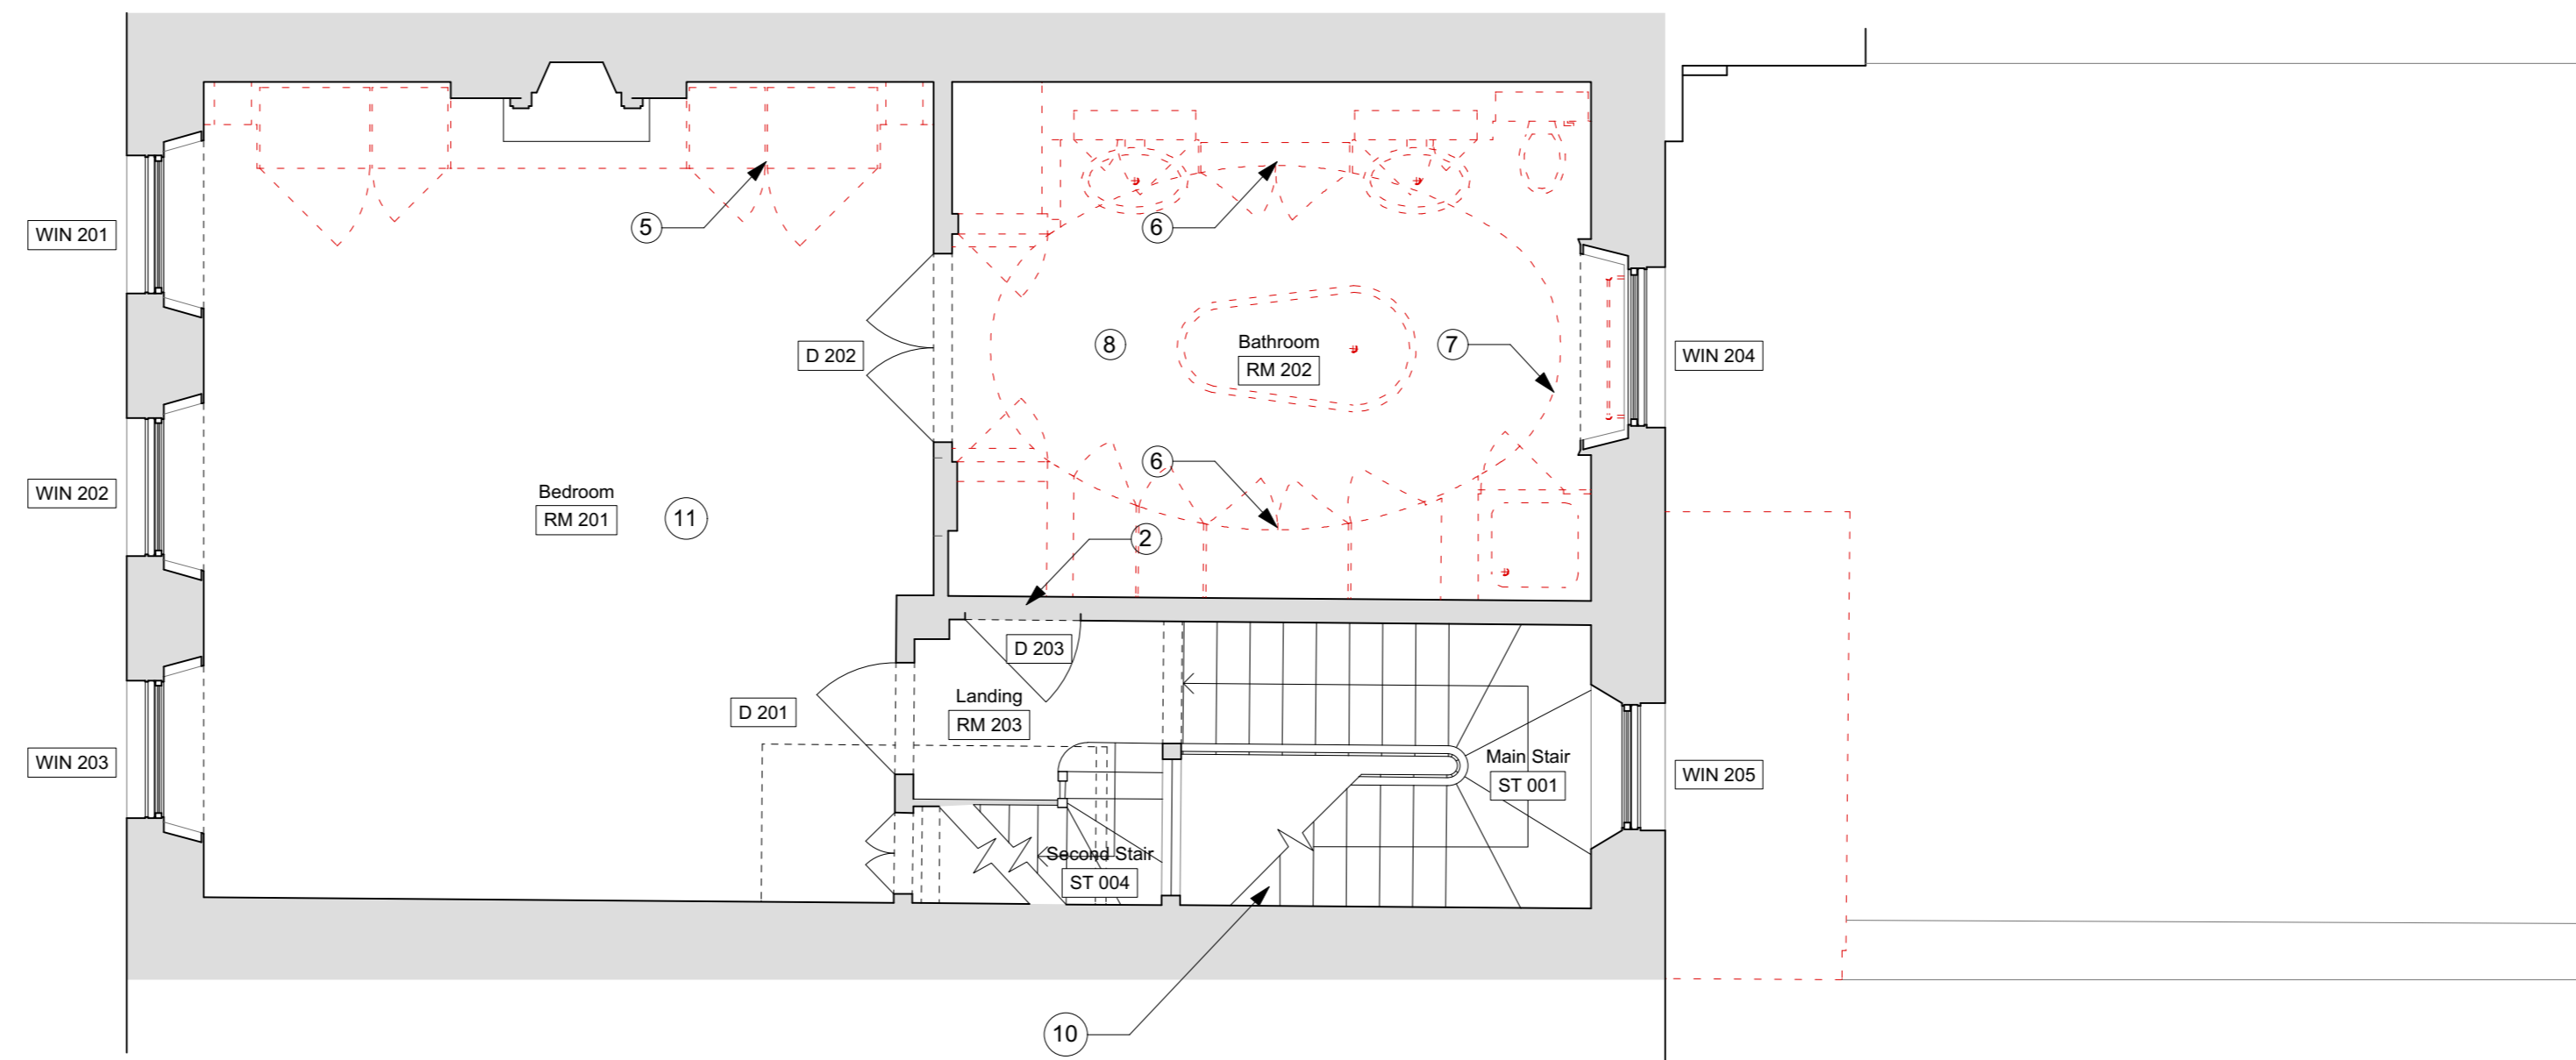 WIN 201
5
6
D 202
8
Bathroom
RM 202
7
WIN 204
WIN 202
Bedroom
RM 201
11
6
2
D 203
WIN 203
D 201
Landing
RM 203
Main Stair
ST 001
WIN 205
Second Stair
ST 004
10